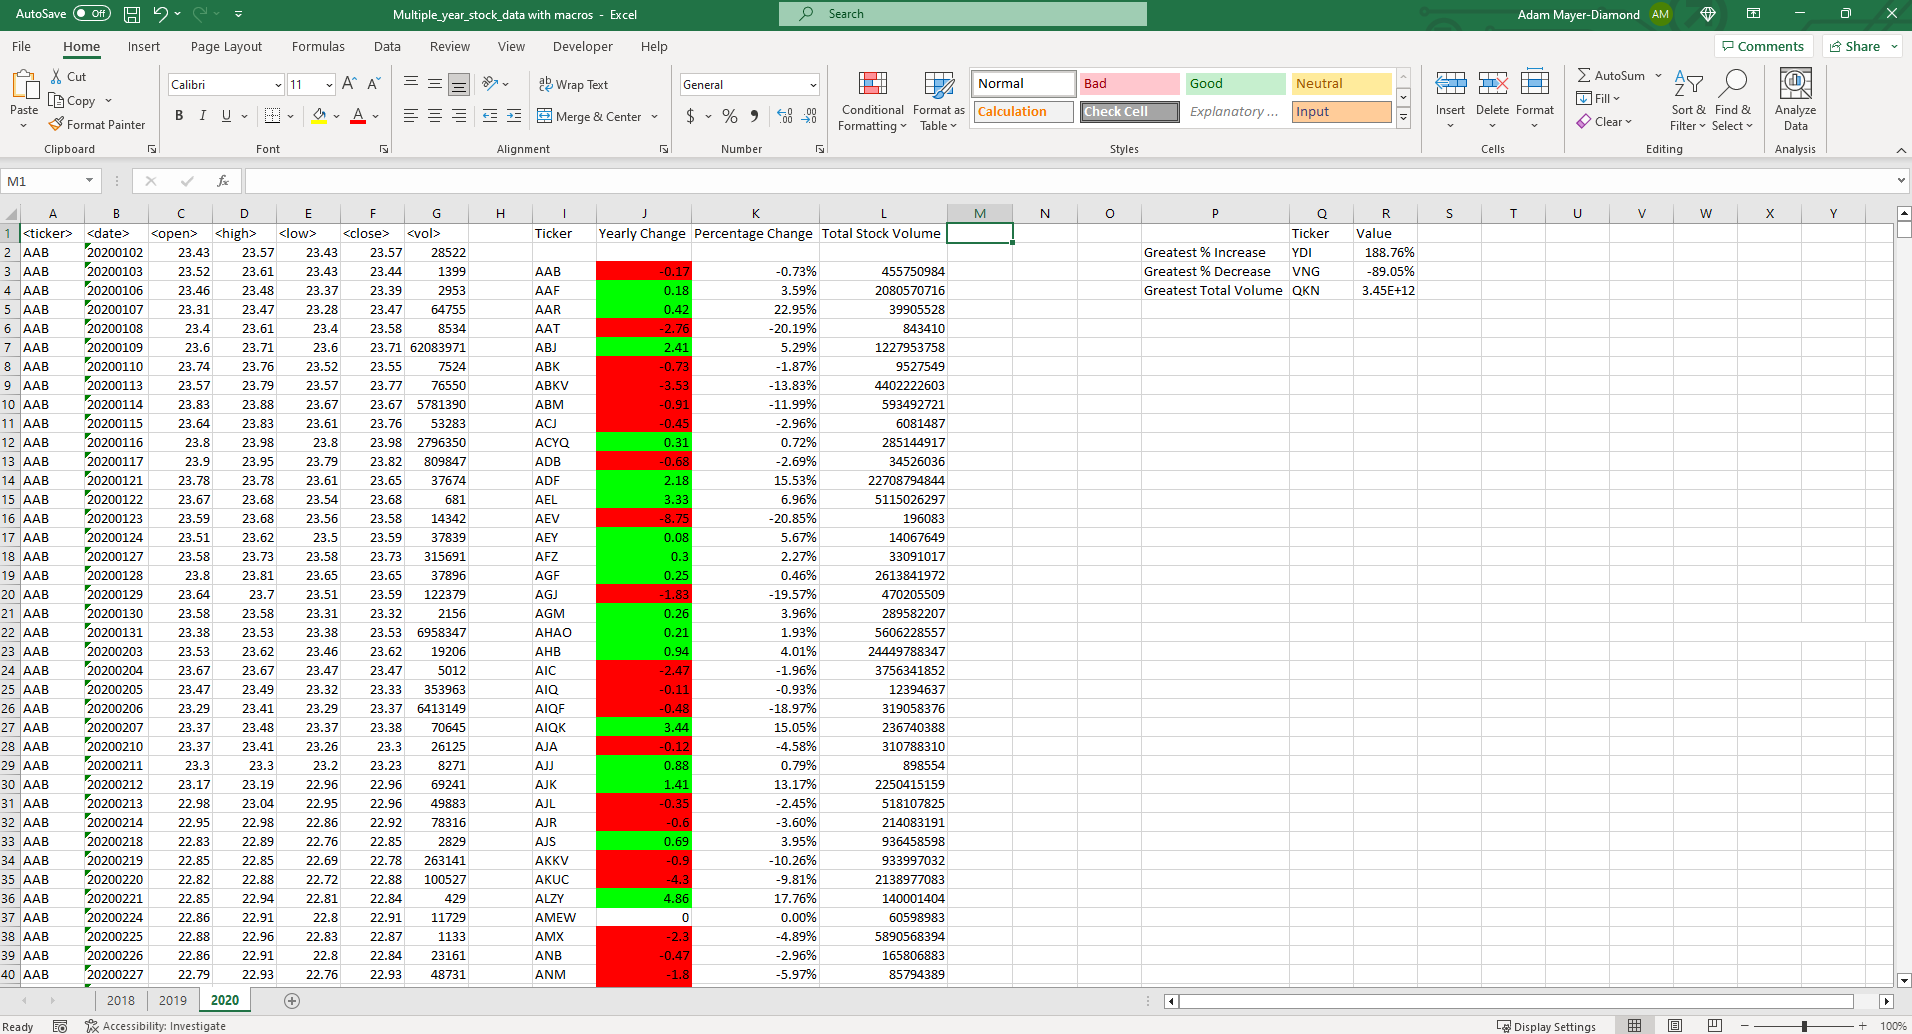 AutoSave Off Multiple_year_stock_data with macros - Excel Search Adam Mayer-Diamond AM
File Home Insert Page Layout Formulas Data Review View Developer Help Comments Share
Paste Cut Copy Format Painter Clipboard
Calibri 11 A A B I U A Font
Wrap Text Merge & Center Alignment
General $ % Number
Conditional Formatting Format as Table
Normal Bad Good Neutral
Calculation Check Cell Explanatory ... Input
Styles
Insert Delete Format Cells
AutoSum Fill Clear Sort & Filter Find & Select Editing
Analyze Data Analysis
M1 fx
A B C D E F G H I J K L M N O P Q R S T U V W X Y
1 <ticker> <date> <open> <high> <low> <close> <vol> Ticker Yearly Change Percentage Change Total Stock Volume Ticker Value
2 AAB 20200102 23.43 23.57 23.43 23.57 28522 Greatest % Increase YDI 188.76%
3 AAB 20200103 23.52 23.61 23.43 23.44 1399 AAB -0.17 -0.73% 455750984 Greatest % Decrease VNG -89.05%
4 AAB 20200106 23.46 23.48 23.37 23.39 2953 AAF 0.18 3.59% 2080570716 Greatest Total Volume QKN 3.45E+12
5 AAB 20200107 23.31 23.47 23.28 23.47 64755 AAR 0.42 22.95% 39905528
6 AAB 20200108 23.4 23.61 23.4 23.58 8534 AAT -2.76 -20.19% 843410
7 AAB 20200109 23.6 23.71 23.6 23.71 62083971 ABJ 2.41 5.29% 1227953758
8 AAB 20200110 23.74 23.76 23.52 23.55 7524 ABK -0.73 -1.87% 9527549
9 AAB 20200113 23.57 23.79 23.57 23.77 76550 ABKV -3.53 -13.83% 4402222603
10 AAB 20200114 23.83 23.88 23.67 23.67 5781390 ABM -0.91 -11.99% 593492721
11 AAB 20200115 23.64 23.83 23.61 23.76 53283 ACJ -0.45 -2.96% 6081487
12 AAB 20200116 23.8 23.98 23.8 23.98 2796350 ACYQ 0.31 0.72% 285144917
13 AAB 20200117 23.9 23.95 23.79 23.82 809847 ADB -0.68 -2.69% 34526036
14 AAB 20200121 23.78 23.78 23.61 23.65 37674 ADF 2.18 15.53% 22708794844
15 AAB 20200122 23.67 23.68 23.54 23.68 681 AEL 3.33 6.96% 5115026297
16 AAB 20200123 23.59 23.68 23.56 23.58 14342 AEV -8.75 -20.85% 196083
17 AAB 20200124 23.51 23.62 23.5 23.59 37839 AEY 0.08 5.67% 14067649
18 AAB 20200127 23.58 23.73 23.58 23.73 315691 AFZ 0.3 2.27% 33091017
19 AAB 20200128 23.8 23.81 23.65 23.65 37896 AGF 0.25 0.46% 2613841972
20 AAB 20200129 23.64 23.7 23.51 23.59 122379 AGJ -1.83 -19.57% 470205509
21 AAB 20200130 23.58 23.58 23.31 23.32 2156 AGM 0.26 3.96% 289582207
22 AAB 20200131 23.38 23.53 23.38 23.53 6958347 AHAO 0.21 1.93% 5606228557
23 AAB 20200203 23.53 23.62 23.46 23.62 19206 AHB 0.94 4.01% 24449788347
24 AAB 20200204 23.67 23.67 23.47 23.47 5012 AIC -2.47 -1.96% 3756341852
25 AAB 20200205 23.47 23.49 23.32 23.33 353963 AIQ -0.11 -0.93% 12394637
26 AAB 20200206 23.29 23.41 23.29 23.37 6413149 AIQF -0.48 -18.97% 319058376
27 AAB 20200207 23.37 23.48 23.37 23.38 70645 AIQK 3.44 15.05% 236740388
28 AAB 20200210 23.37 23.41 23.26 23.3 26125 AJA -0.12 -4.58% 310788310
29 AAB 20200211 23.3 23.3 23.2 23.23 8271 AJJ 0.88 0.79% 898554
30 AAB 20200212 23.17 23.19 22.96 22.96 69241 AJK 1.41 13.17% 2250415159
31 AAB 20200213 22.98 23.04 22.95 22.96 49883 AJL -0.35 -2.45% 518107825
32 AAB 20200214 22.95 22.98 22.86 22.92 78316 AJR -0.6 -3.60% 214083191
33 AAB 20200218 22.83 22.89 22.76 22.85 2829 AJS 0.69 3.95% 936458598
34 AAB 20200219 22.85 22.85 22.69 22.78 263141 AKKV -0.9 -10.26% 933997032
35 AAB 20200220 22.82 22.88 22.72 22.88 100527 AKUC -4.3 -9.81% 2138977083
36 AAB 20200221 22.85 22.94 22.81 22.84 429 ALZY 4.86 17.76% 140001404
37 AAB 20200224 22.86 22.91 22.8 22.91 11729 AMEW 0 0.00% 60598983
38 AAB 20200225 22.88 22.96 22.83 22.87 1133 AMX -2.3 -4.89% 5890568394
39 AAB 20200226 22.86 22.91 22.8 22.84 23161 ANB -0.47 -2.96% 165806883
40 AAB 20200227 22.79 22.93 22.76 22.93 48731 ANM -1.8 -5.97% 85794389
2018 2019 2020
Ready Accessibility: Investigate Display Settings 100%